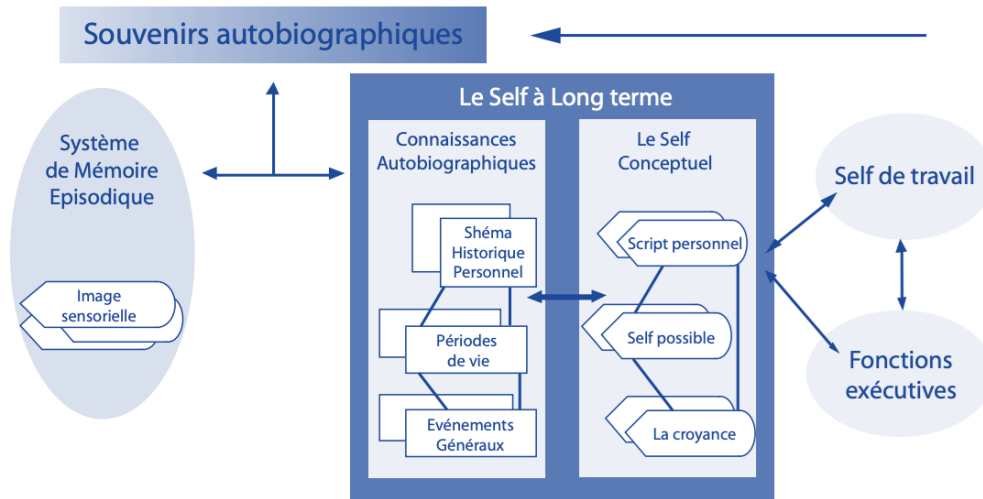 Souvenirs autobiographiques
Système
de Mémoire
Episodique
Image
sensorielle
Le Self à Long terme
Connaissances
Autobiographiques
Shéma
Historique
Personnel
Périodes
de vie
Evénements
Généraux
Le Self
Conceptuel
Script personnel
Self possible
La croyance
Self de travail
Fonctions
exécutives